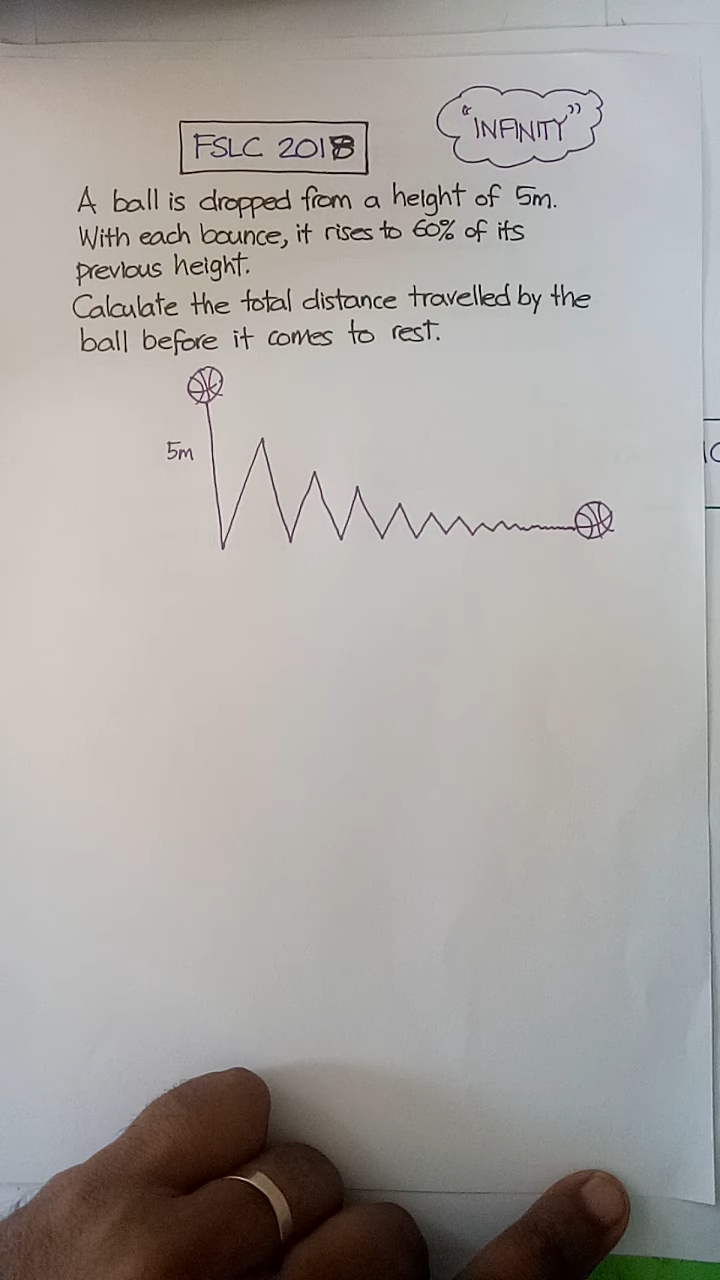 FSLC 2018
"INFINITY"
A ball is dropped from a height of 5m.
With each bounce, it rises to 60% of its
previous height.
Calculate the total distance travelled by the
ball before it comes to rest.
5m